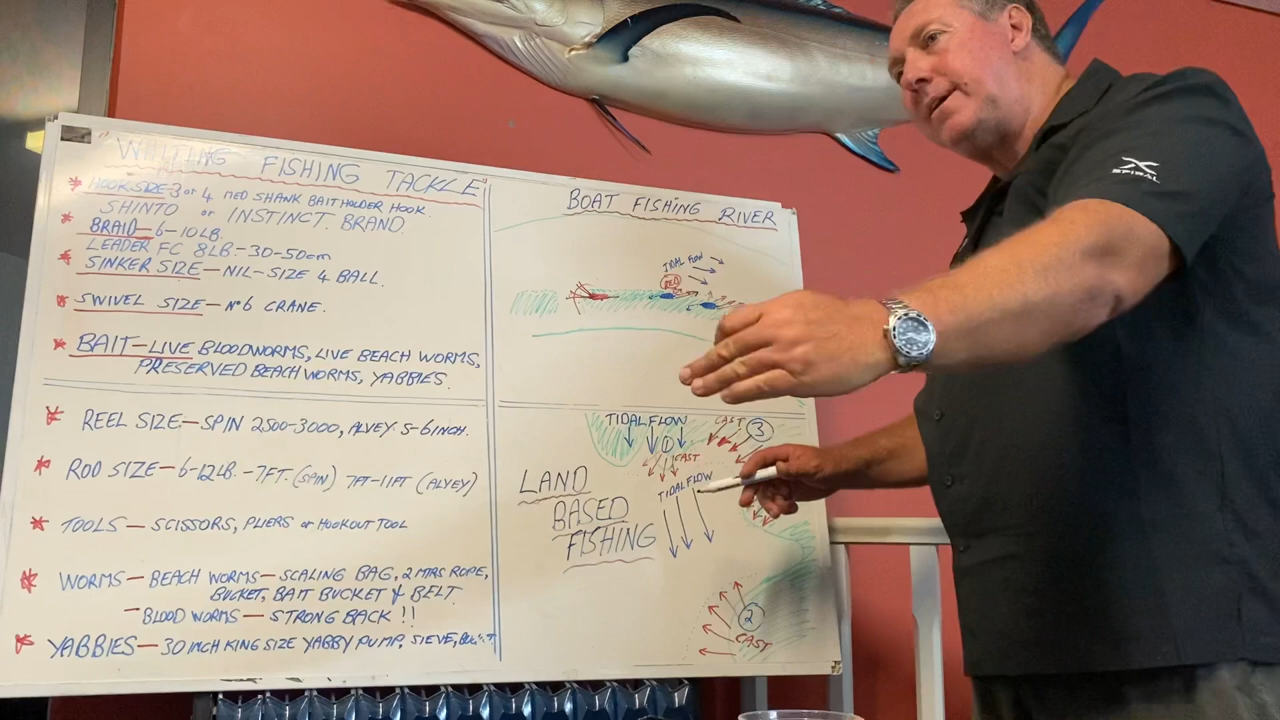 WHITING FISHING TACKLE
* HOOK SIZE-3 or 4 MED SHANK BAITHOLDER HOOK.
SHINTO or INSTINCT BRAND.
* BRAID-6-10LB.
LEADER FC 8LB-30-50cm
* SINKER SIZE-NIL-SIZE 4 BALL.
* SWIVEL SIZE-No6 CRANE.
* BAIT-LIVE BLOODWORMS, LIVE BEACH WORMS,
PRESERVED BEACH WORMS, YABBIES.
* REEL SIZE-SPIN 2500-3000, ALVEY 5-6INCH.
* ROD SIZE-6-12LB.-7FT.(SPIN) 7FT-11FT (ALVEY)
* TOOLS-SCISSORS, PLIERS or HOOKOUT TOOL
* WORMS-BEACH WORMS-SCALING BAG, 2 MTRS ROPE,
BUCKET, BAIT BUCKET & BELT.
-BLOOD WORMS-STRONG BACK!!
* YABBIES-30 INCH KING SIZE YABBY PUMP, SIEVE,
BOAT FISHING RIVER
TIDAL FLOW
RED
TIDAL FLOW
1
CAST
CAST
3
TIDAL FLOW
LAND
BASED
FISHING
2
CAST
SPIRAL